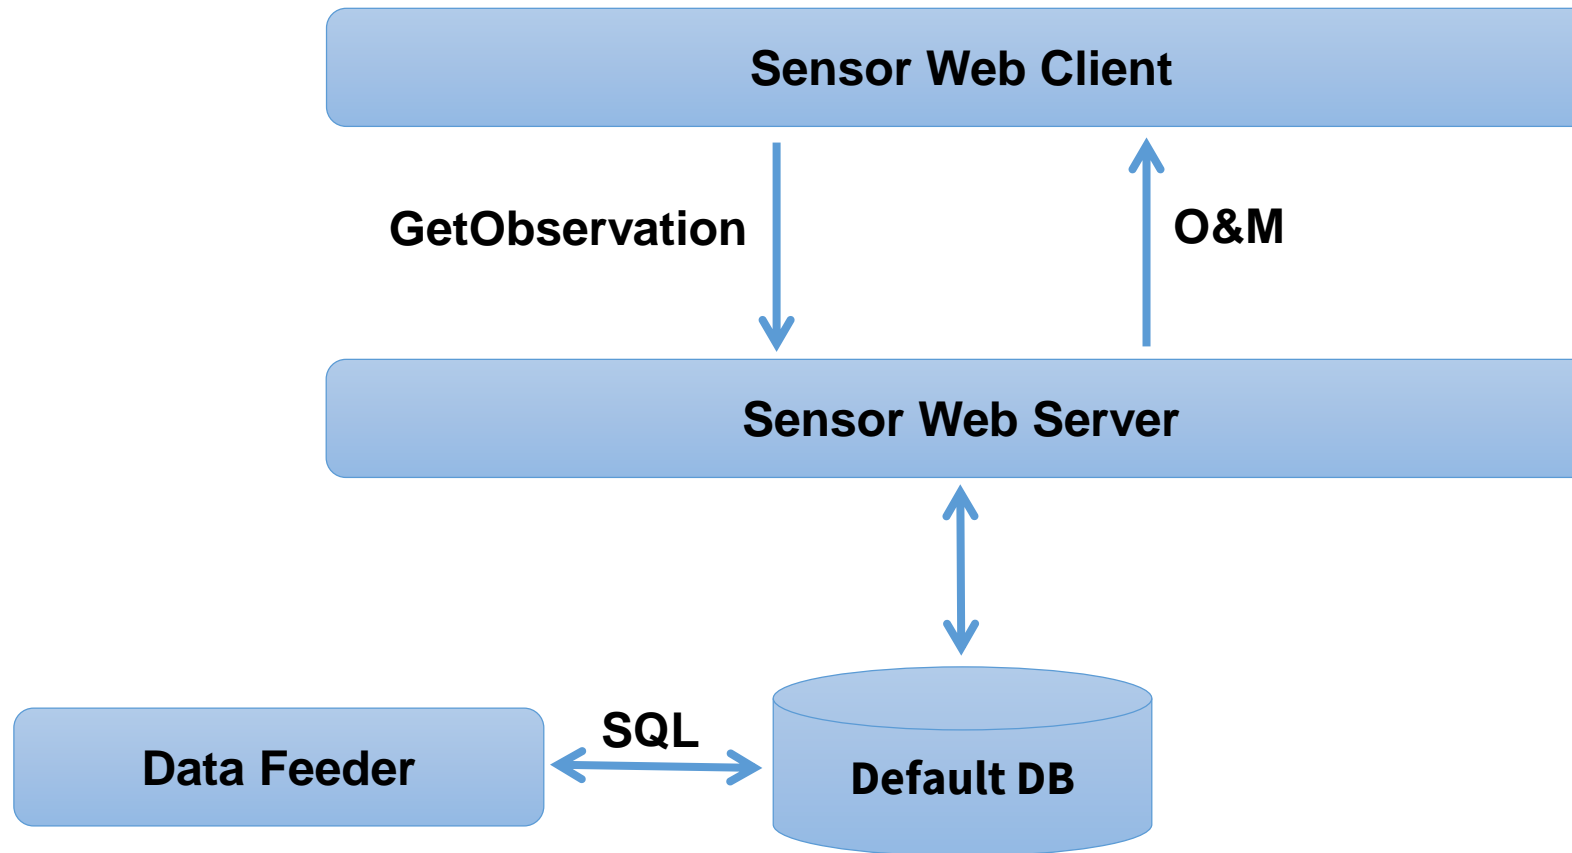 Sensor Web Client
GetObservation
O&M
Sensor Web Server
SQL
Data Feeder
Default DB